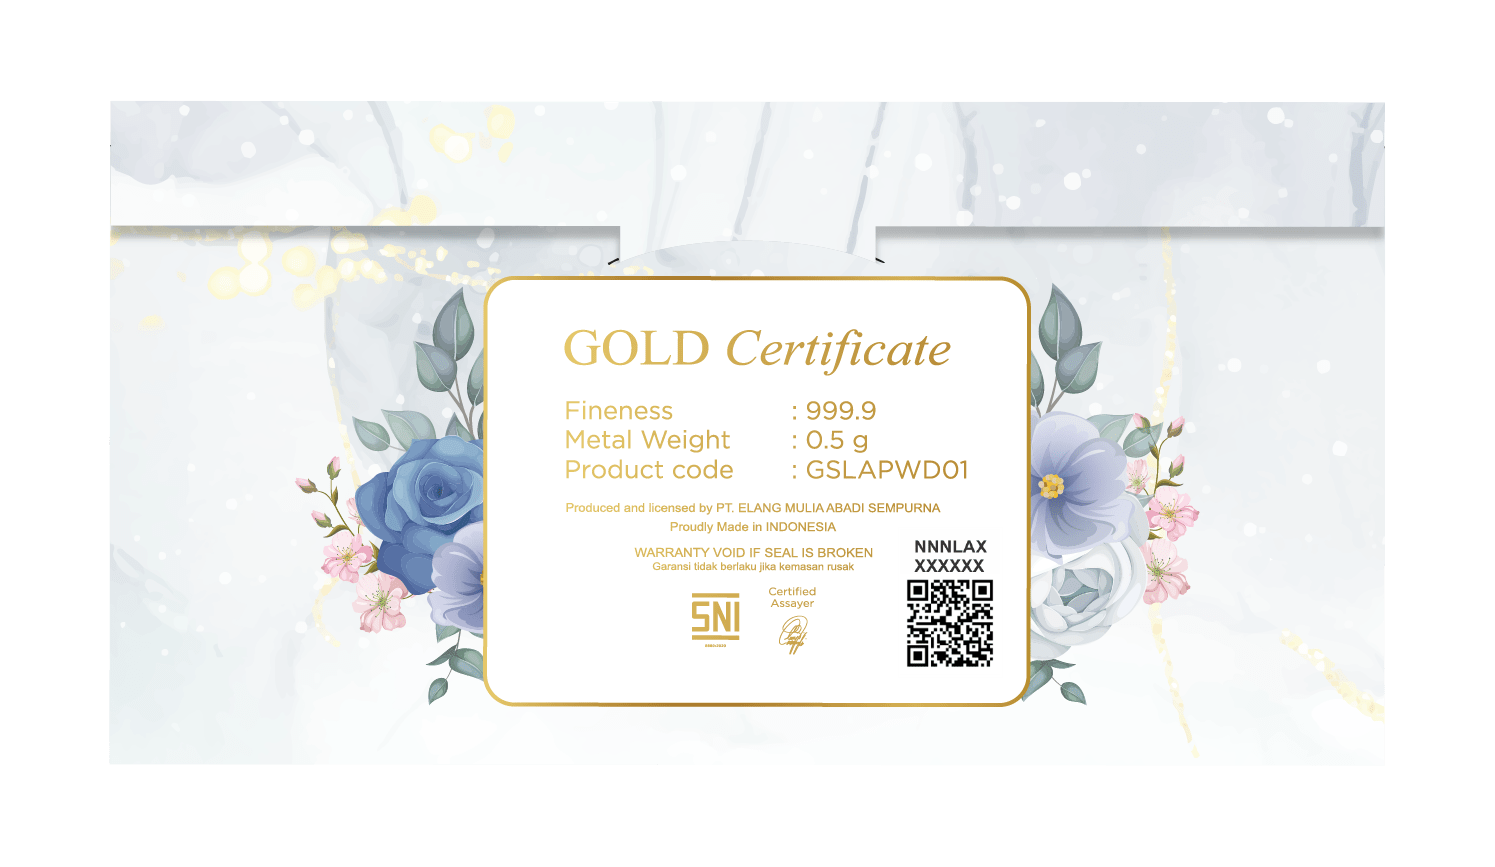 GOLD Certificate
Fineness : 999.9
Metal Weight : 0.5 g
Product code : GSLAPWD01
Produced and licensed by PT. ELANG MULIA ABADI SEMPURNA
Proudly Made in INDONESIA
WARRANTY VOID IF SEAL IS BROKEN
Garansi tidak berlaku jika kemasan rusak
NNNLAX
XXXXXX
SNI
Certified
Assayer